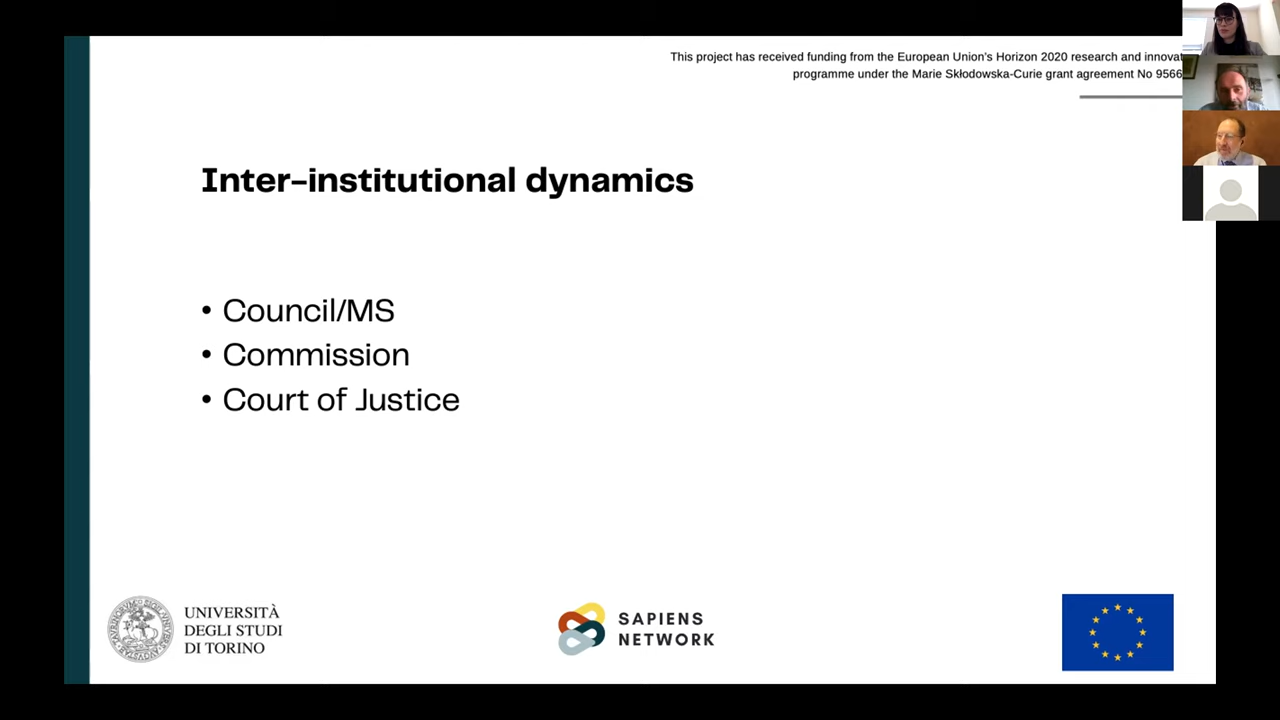 This project has received funding from the European Union's Horizon 2020 research and
programme under the Marie Skłodowska-Curie grant agreement No
Inter-institutional dynamics
• Council/MS
• Commission
• Court of Justice
UNIVERSITÀ
DEGLI STUDI
DI TORINO
SAPIENS
NETWORK